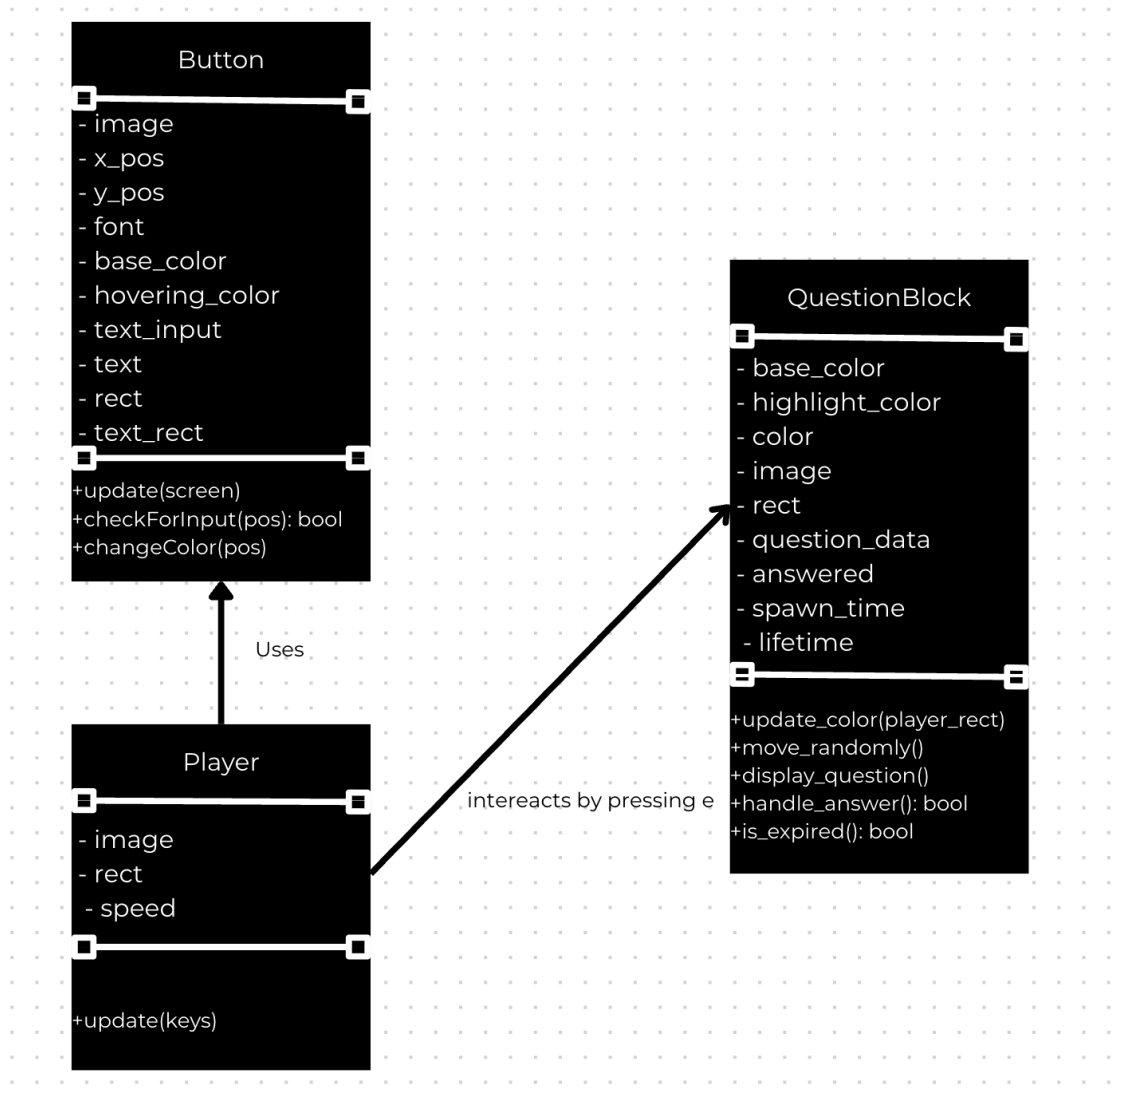 Button
- image
- x_pos
- y_pos
- font
- base_color
- hovering_color
- text_input
- text
- rect
- text_rect
+update(screen)
+checkForInput(pos): bool
+changeColor(pos)
Uses
Player
- image
- rect
- speed
+update(keys)
intereacts by pressing e
QuestionBlock
- base_color
- highlight_color
- color
- image
- rect
- question_data
- answered
- spawn_time
- lifetime
+update_color(player_rect)
+move_randomly()
+display_question()
+handle_answer(): bool
+is_expired(): bool